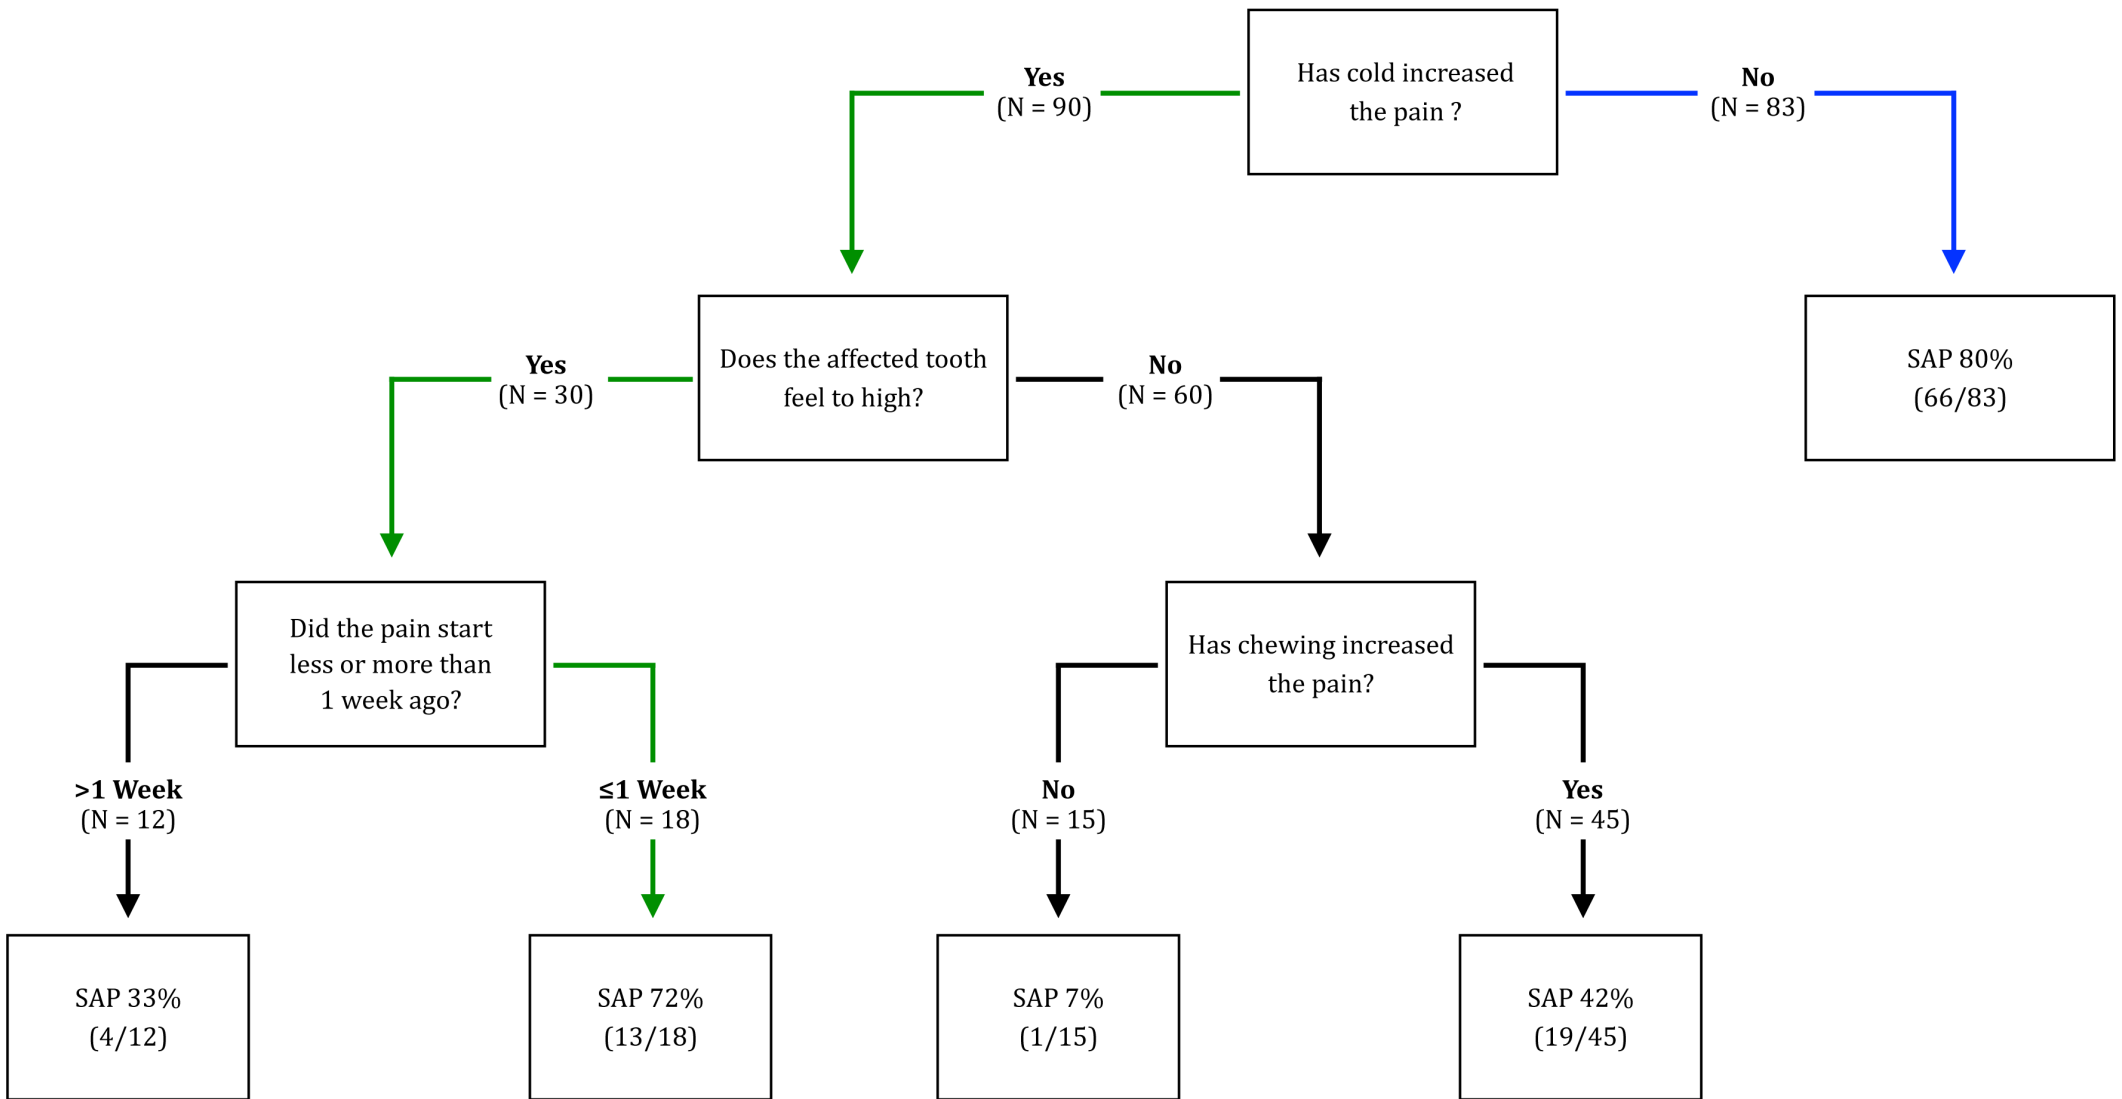 Has cold increased
the pain ?
Yes
(N = 90)
No
(N = 83)
Does the affected tooth
feel to high?
Yes
(N = 30)
No
(N = 60)
SAP 80%
(66/83)
Did the pain start
less or more than
1 week ago?
Has chewing increased
the pain?
>1 Week
(N = 12)
≤1 Week
(N = 18)
No
(N = 15)
Yes
(N = 45)
SAP 33%
(4/12)
SAP 72%
(13/18)
SAP 7%
(1/15)
SAP 42%
(19/45)